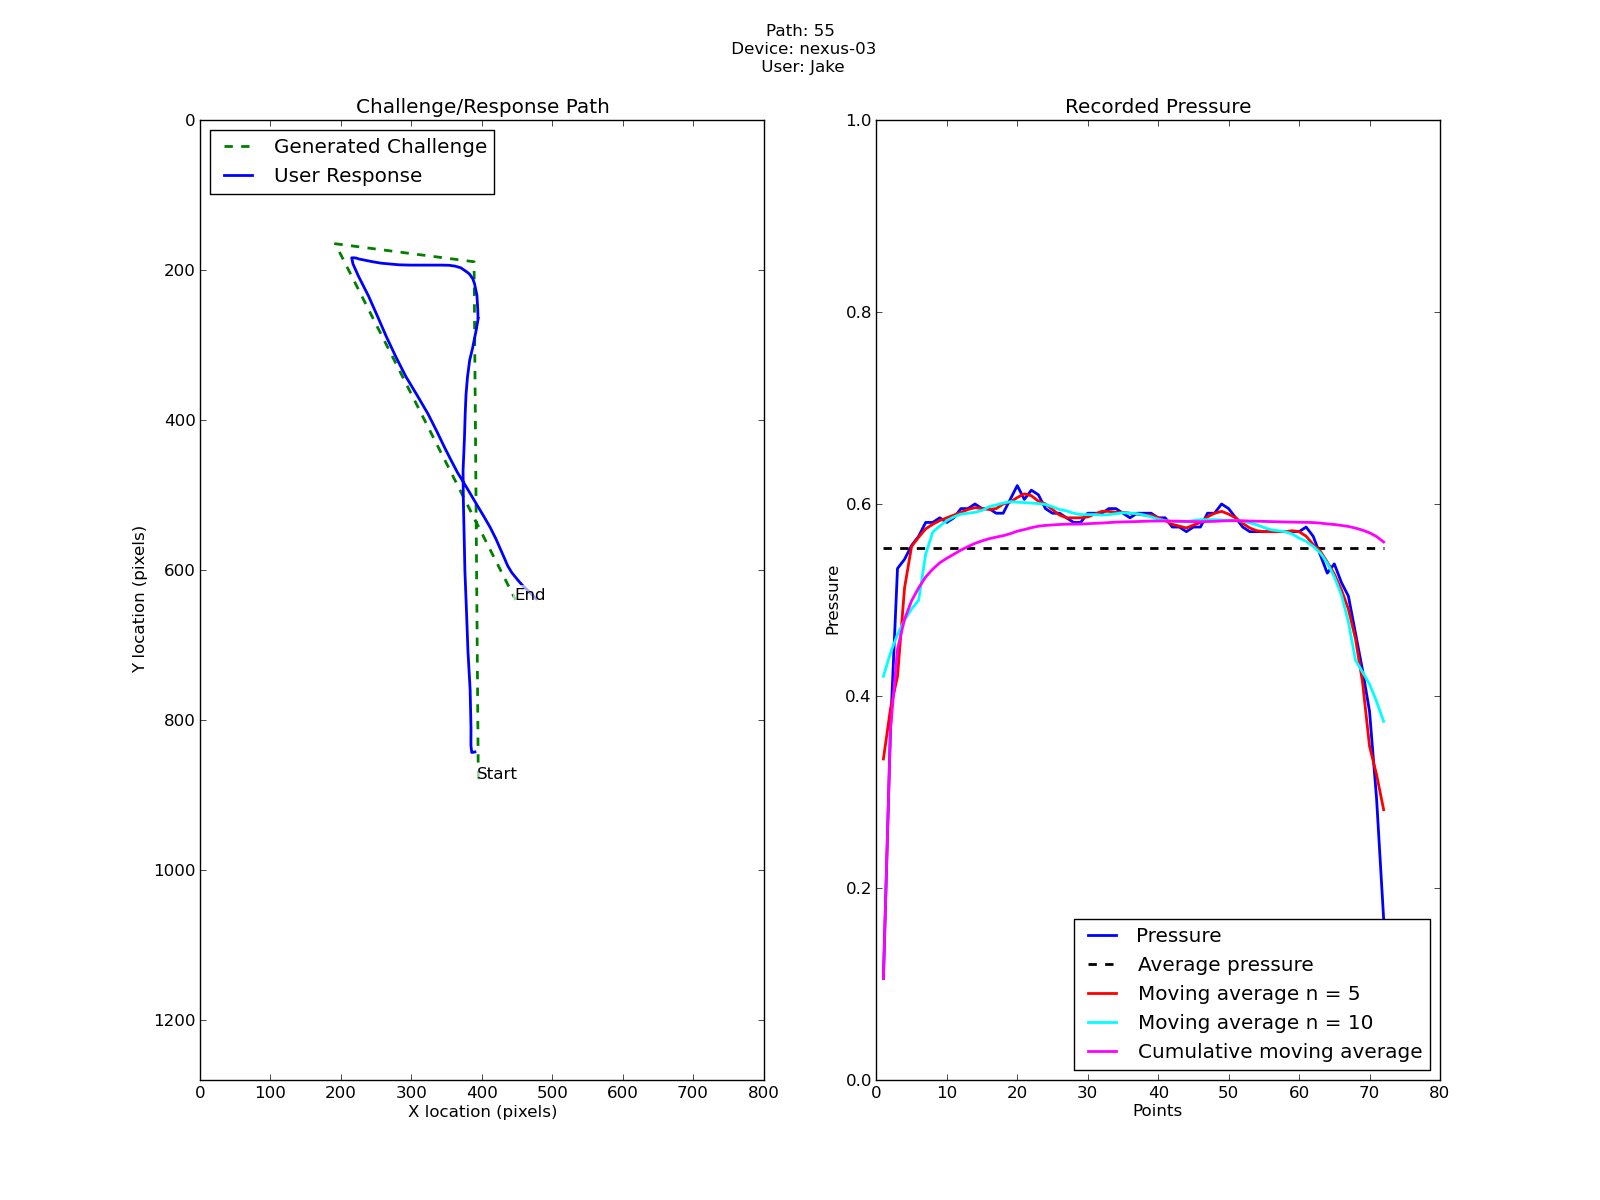 Path: 55
Device: nexus-03
User: Jake
Challenge/Response Path
Generated Challenge
User Response
0
200
400
600
800
1000
1200
Y location (pixels)
End
Start
0 100 200 300 400 500 600 700 800
X location (pixels)
Recorded Pressure
1.0
0.8
0.6
0.4
0.2
0.0
Pressure
Pressure
Average pressure
Moving average n = 5
Moving average n = 10
Cumulative moving average
0 10 20 30 40 50 60 70 80
Points